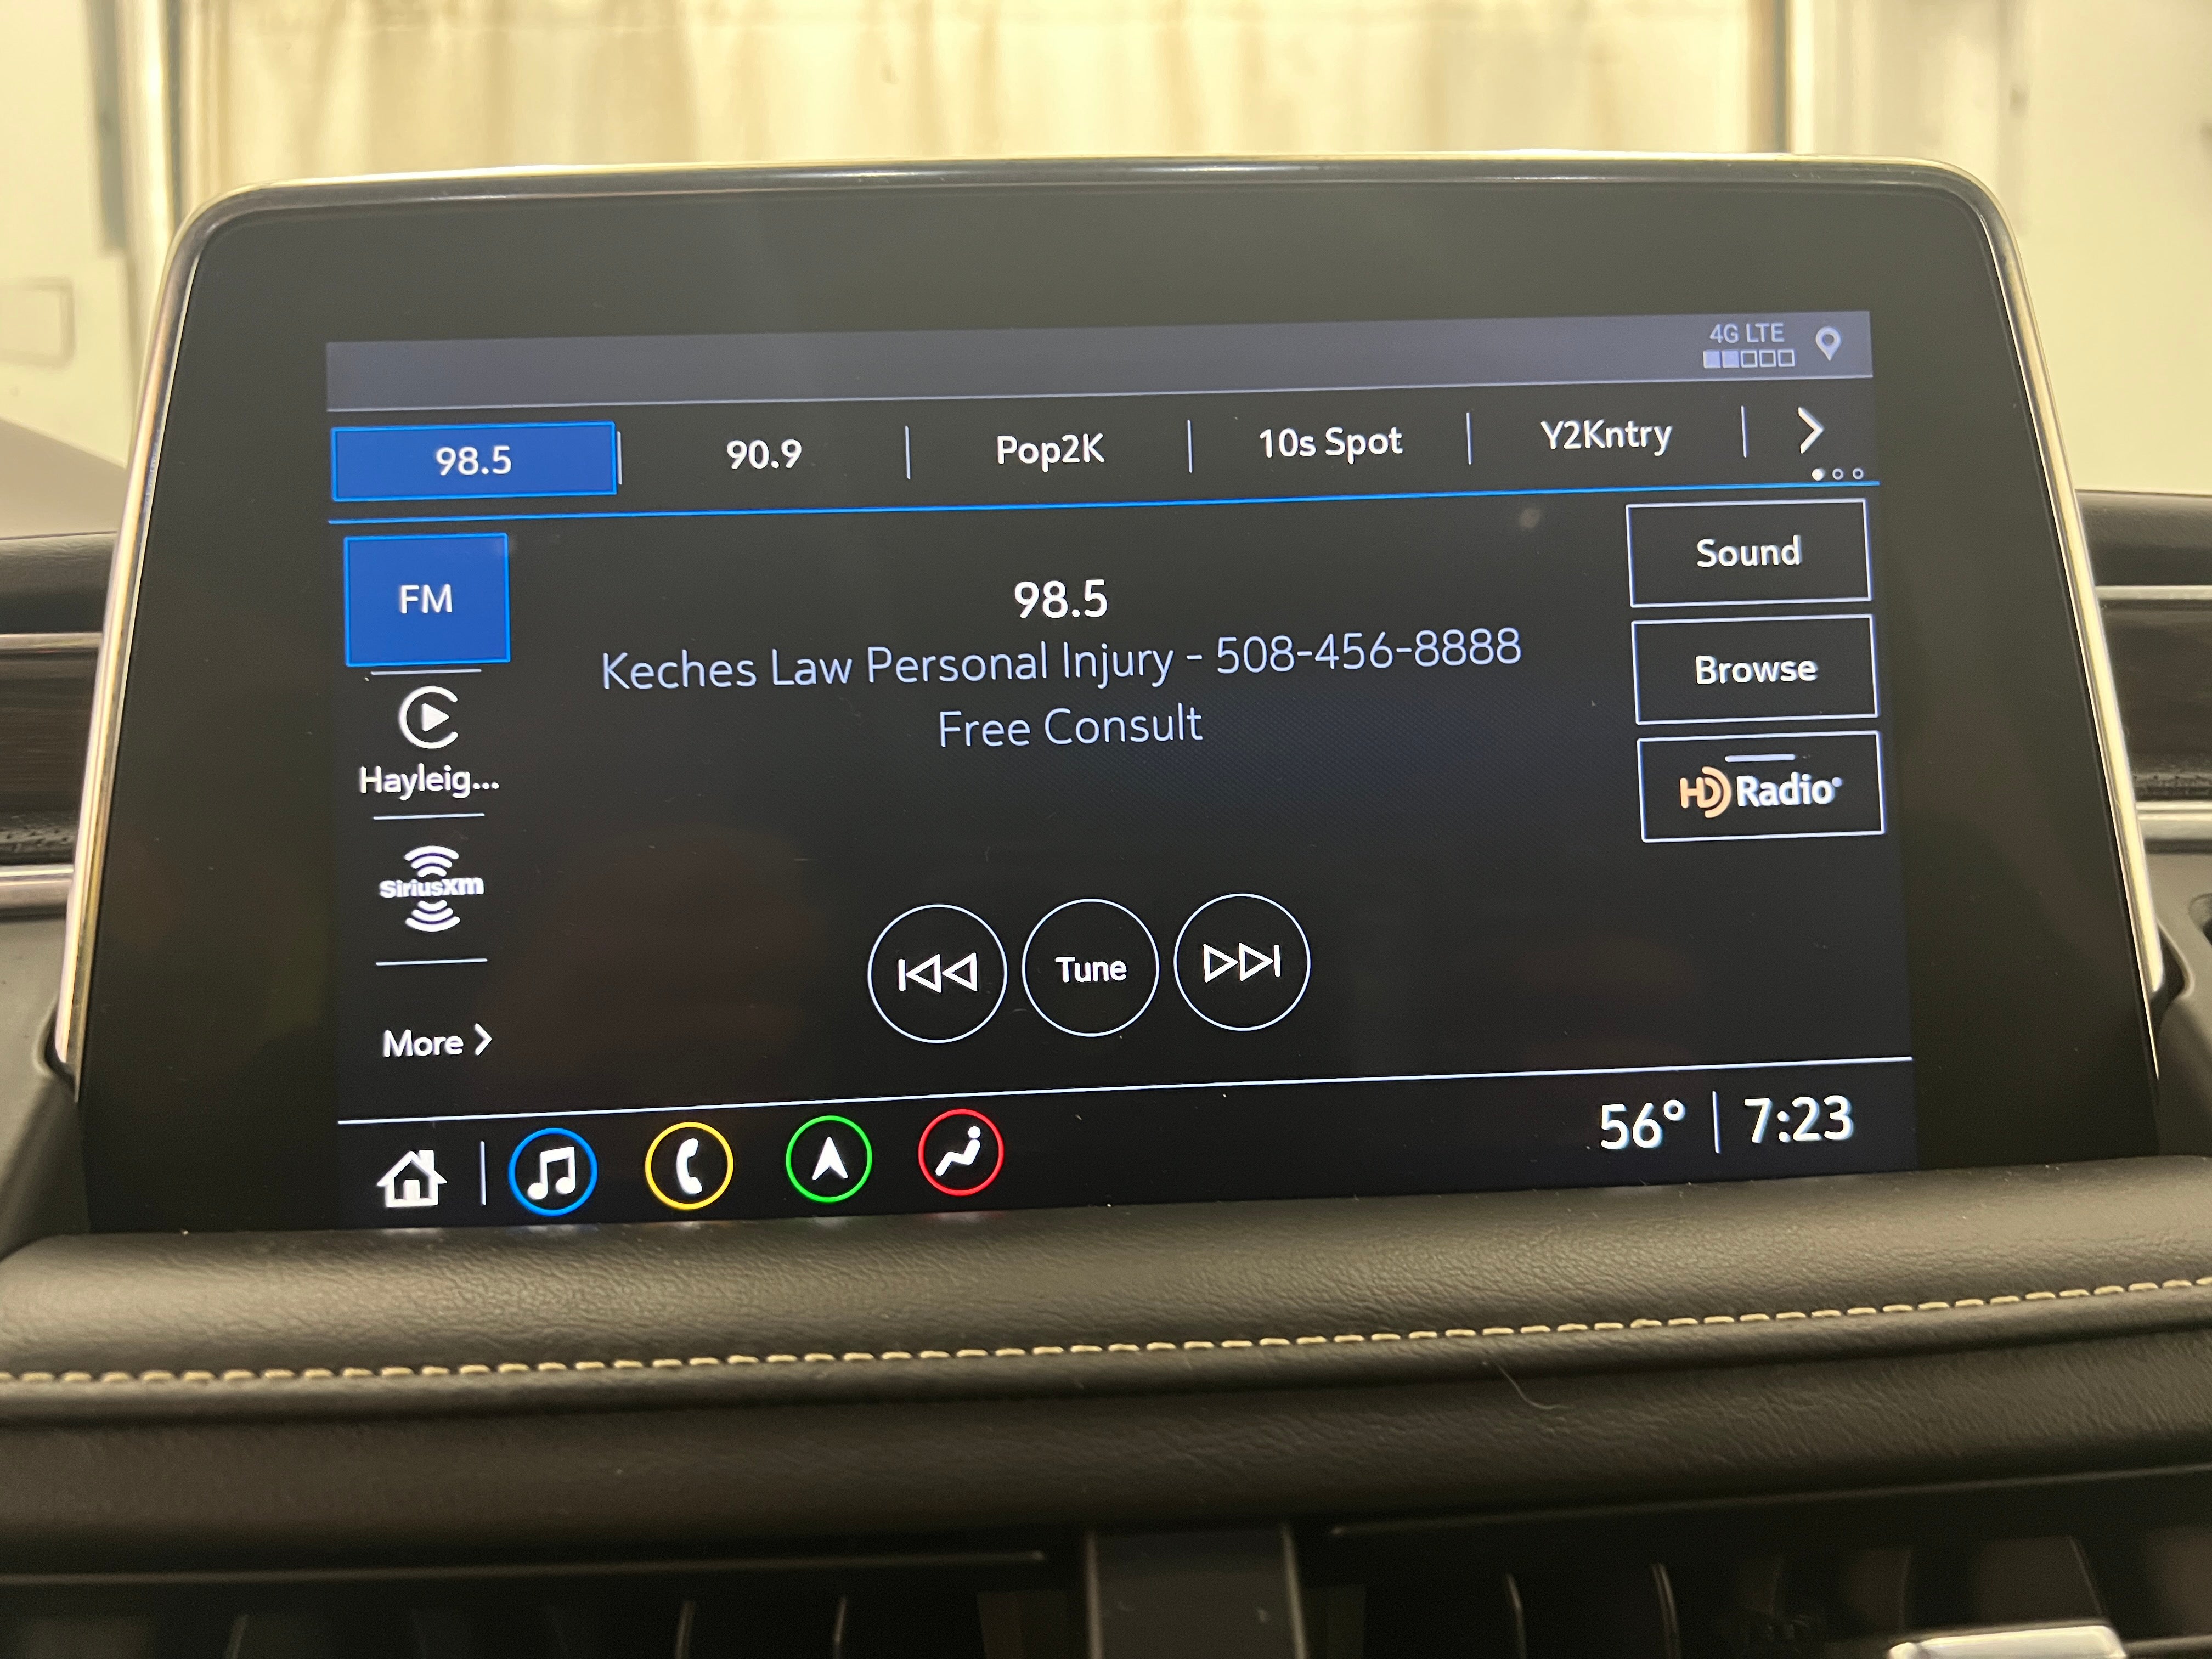 4G LTE
98.5
90.9
Pop2K
10s Spot
Y2Kntry
FM
98.5
Keches Law Personal Injury - 508-456-8888
Free Consult
Sound
Browse
HD Radio®
Hayleig...
SiriusXM
More
Tune
56° 7:23